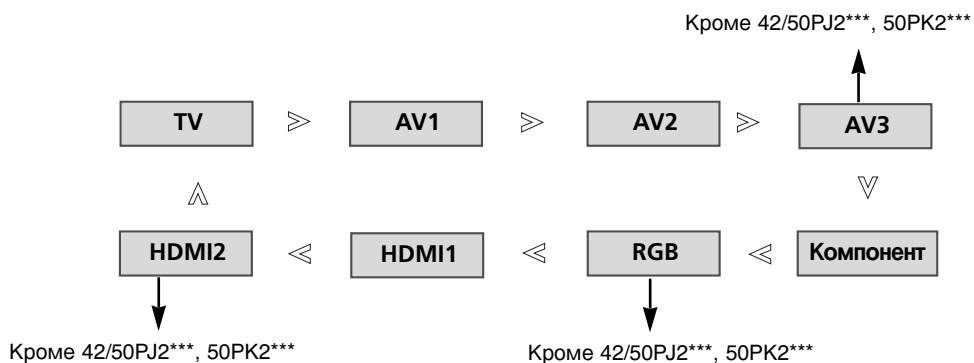 Кроме 42/50PJ2***, 50PK2***
TV
AV1
AV2
AV3
HDMI2
HDMI1
RGB
Компонент
Кроме 42/50PJ2***, 50PK2***
Кроме 42/50PJ2***, 50PK2***